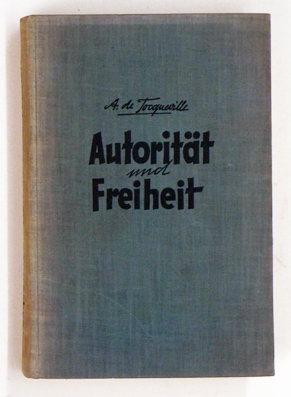 A. de Tocqueville
Autorität
und
Freiheit